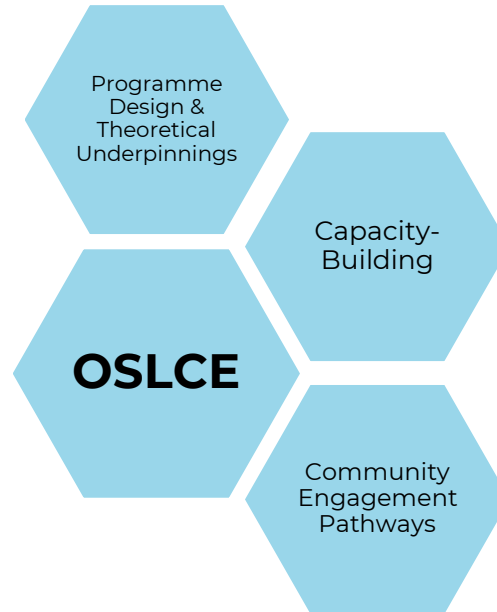 Programme
Design &
Theoretical
Underpinnings
Capacity-
Building
OSLCE
Community
Engagement
Pathways